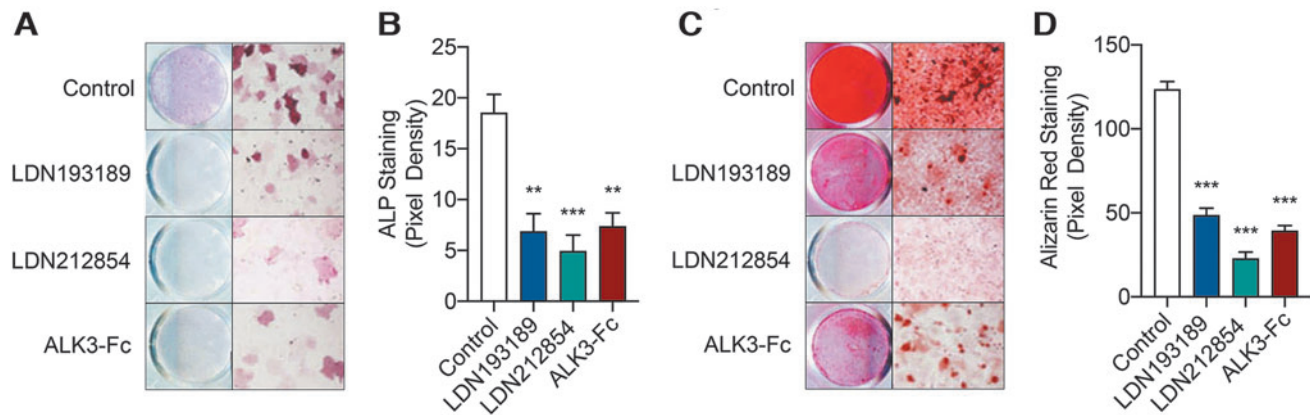 A
Control
LDN193189
LDN212854
ALK3-Fc
B
ALP Staining
(Pixel Density)
25
20
15
10
5
0
**
***
**
Control
LDN193189
LDN212854
ALK3-Fc
C
Control
LDN193189
LDN212854
ALK3-Fc
D
Alizarin Red Staining
(Pixel Density)
150
100
50
0
***
***
***
Control
LDN193189
LDN212854
ALK3-Fc